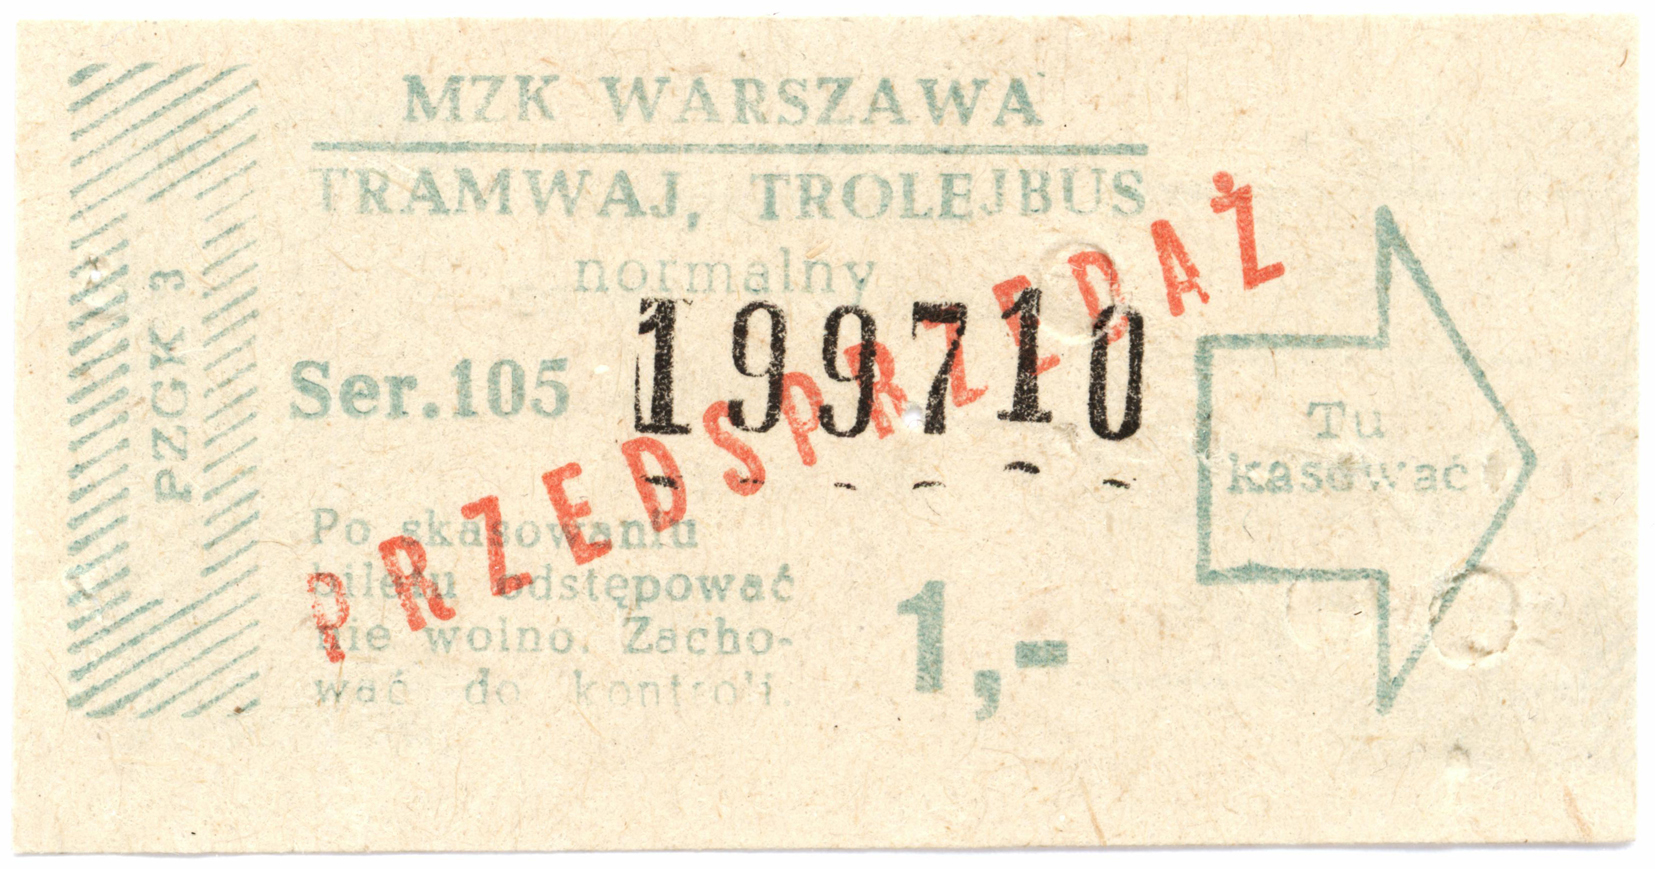 MZK WARSZAWA
TRAMWAJ, TROLEJBUS
normalny
Ser.105 199710
PRZEDSPRZEDAŻ
Po skasowaniu
biletu odstępować
nie wolno. Zacho-
wać do kontroli.
1,-
Tu
kasować
PZGK 3